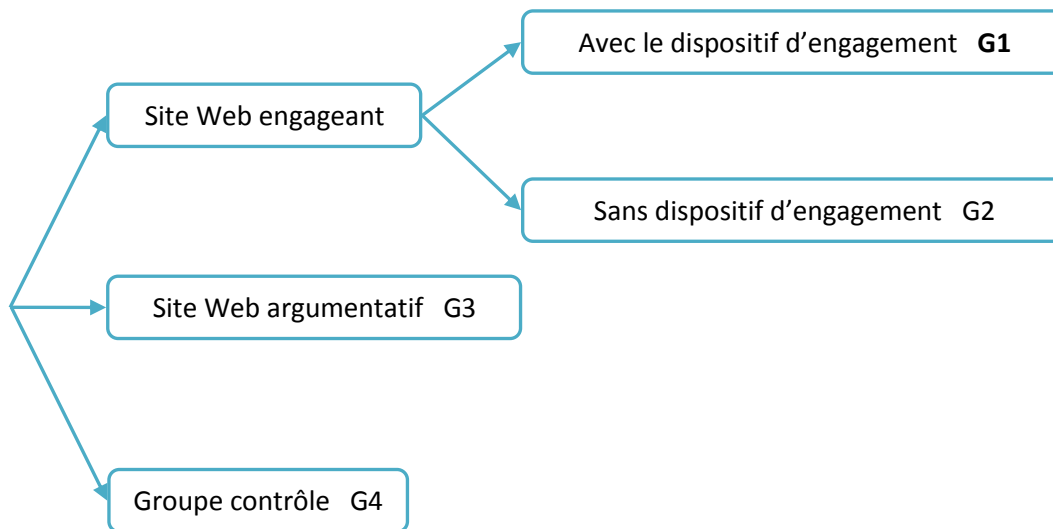 Avec le dispositif d’engagement G1
Site Web engageant
Sans dispositif d’engagement G2
Site Web argumentatif G3
Groupe contrôle G4